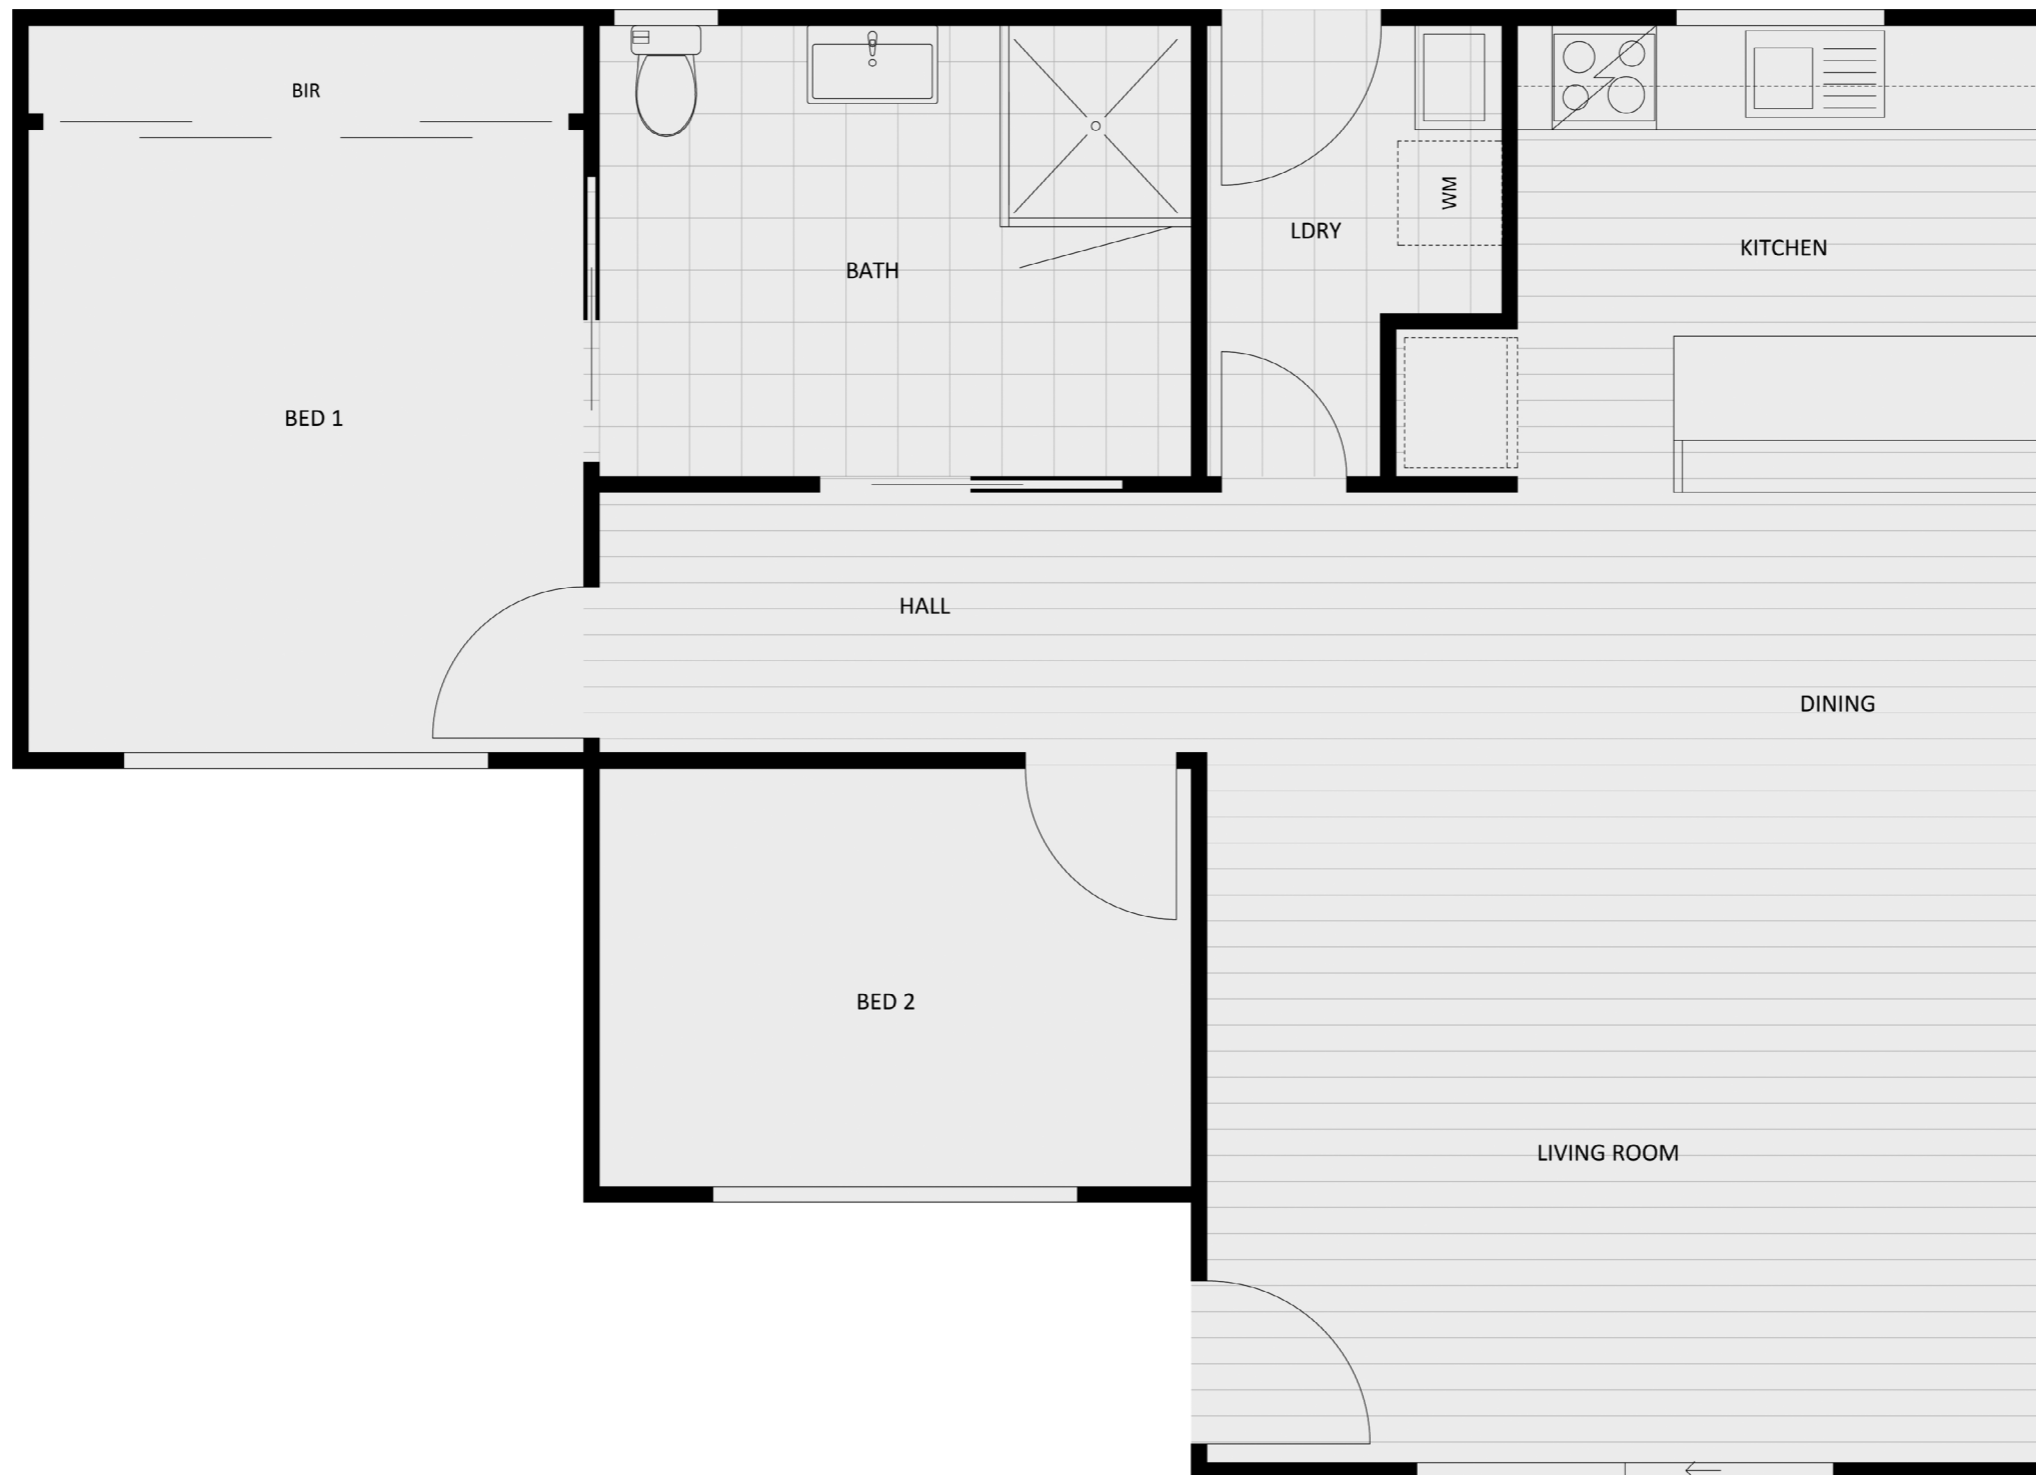 BIR
WM
LDRY
KITCHEN
BATH
BED 1
HALL
DINING
BED 2
LIVING ROOM